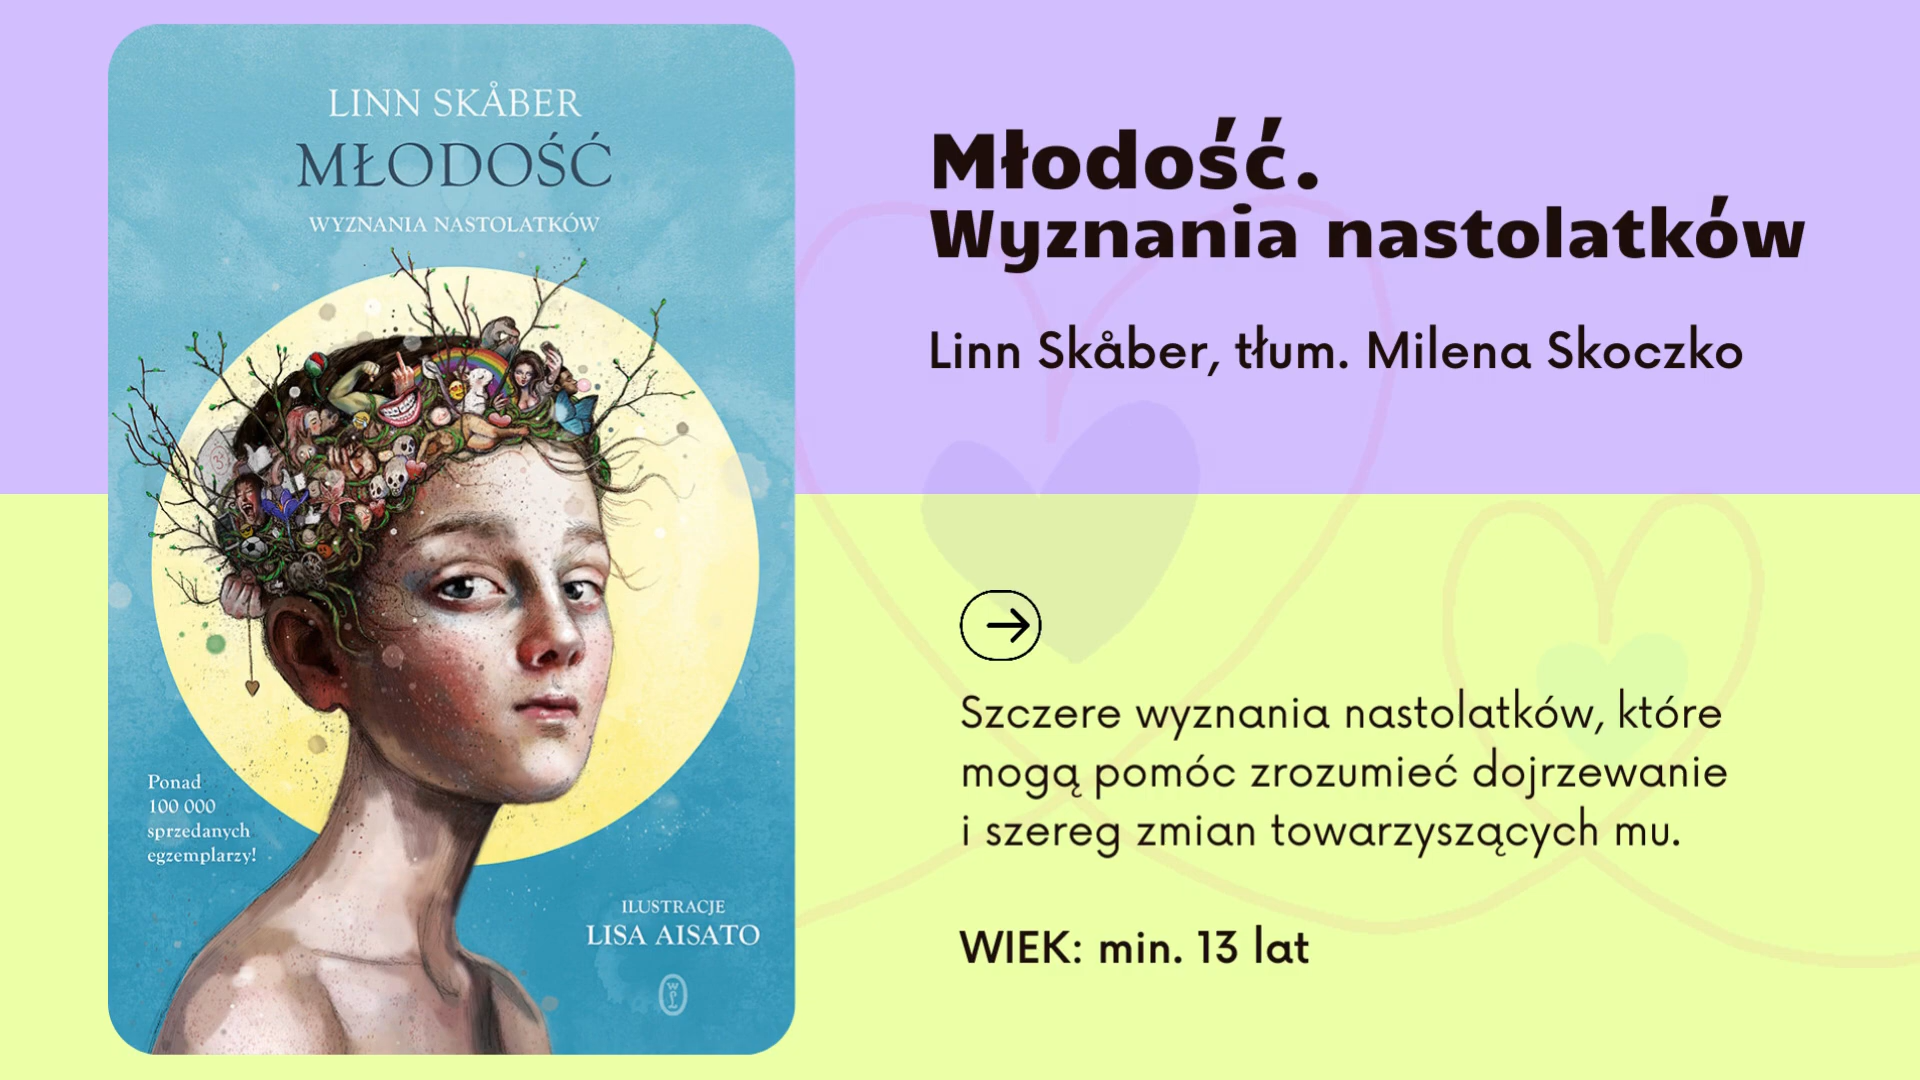 LINN SKÅBER
MŁODOŚĆ
WYZNANIA NASTOLATKÓW
Ponad
100 000
sprzedanych
egzemplarzy!
ILUSTRACJE
LISA AISATO
Młodość.
Wyznania nastolatków
Linn Skåber, tłum. Milena Skoczko
Szczere wyznania nastolatków, które
mogą pomóc zrozumieć dojrzewanie
i szereg zmian towarzyszących mu.
WIEK: min. 13 lat